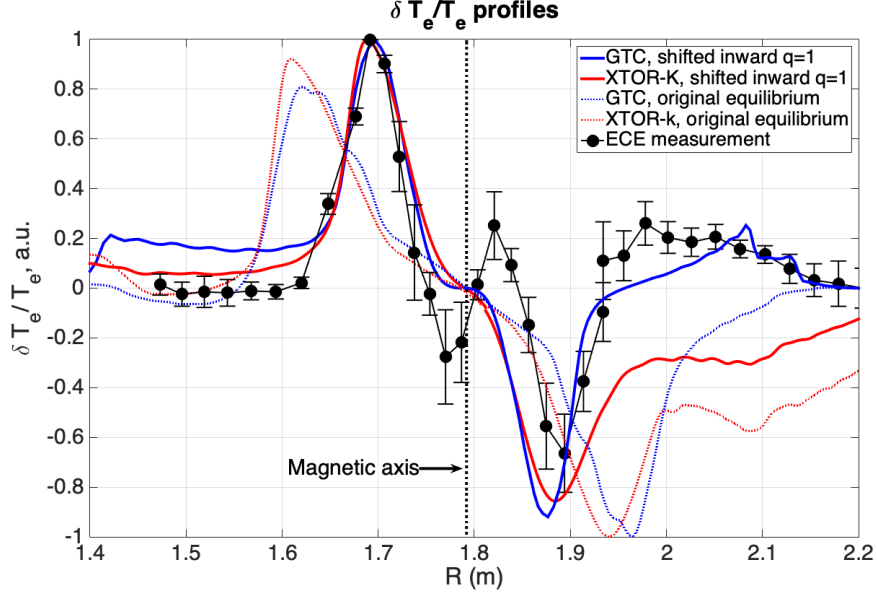 δ Tₑ/Tₑ profiles
GTC, shifted inward q=1
XTOR-K, shifted inward q=1
GTC, original equilibrium
XTOR-k, original equilibrium
ECE measurement
δ Tₑ / Tₑ, a.u.
1
0.8
0.6
0.4
0.2
0
-0.2
-0.4
-0.6
-0.8
-1
Magnetic axis
1.4 1.5 1.6 1.7 1.8 1.9 2 2.1 2.2
R (m)